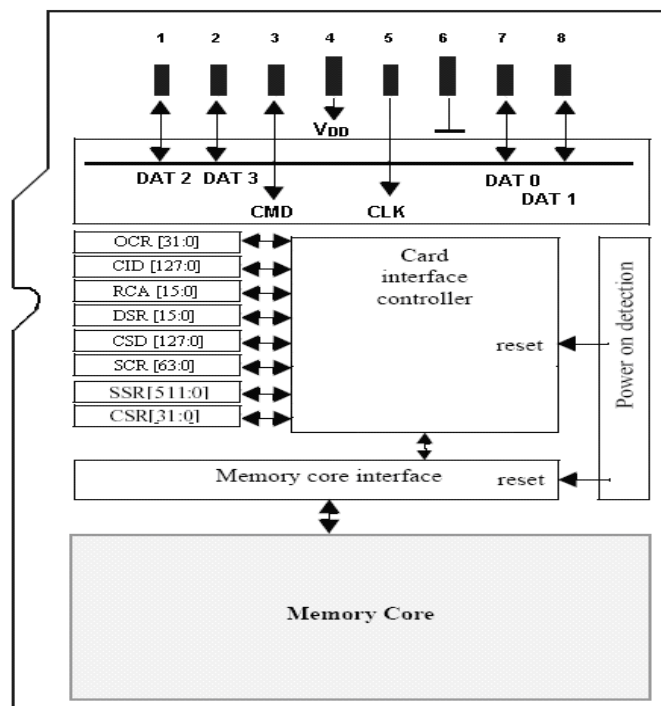 1 2 3 4 5 6 7 8
VDD
DAT 2 DAT 3 DAT 0
DAT 1
CMD CLK
OCR [31:0]
CID [127:0]
RCA [15:0]
DSR [15:0]
CSD [127:0]
SCR [63:0]
SSR[511:0]
CSR[31:0]
Card
interface
controller
reset
Power on detection
Memory core interface reset
Memory Core